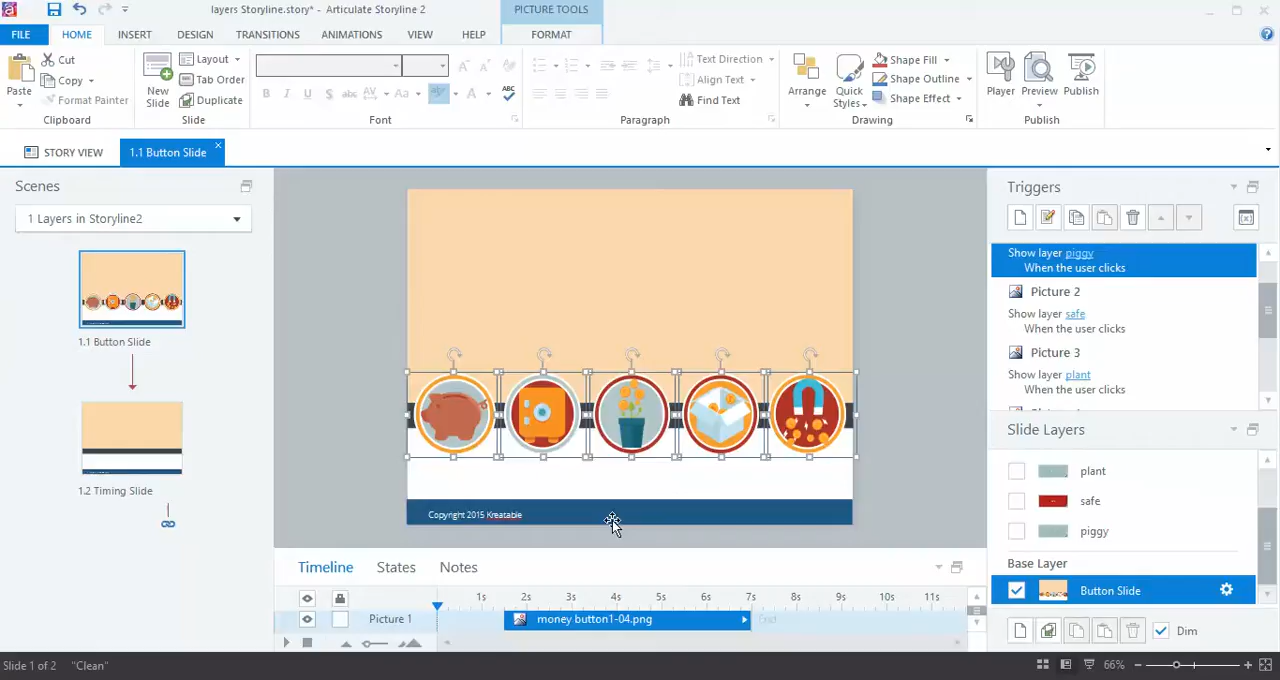 layers Storyline.story* - Articulate Storyline 2
PICTURE TOOLS
FILE
HOME
INSERT
DESIGN
TRANSITIONS
ANIMATIONS
VIEW
HELP
FORMAT
Paste
Cut
Copy
Format Painter
Clipboard
New Slide
Layout
Tab Order
Duplicate
Slide
B I U S abc AV Aa A
ABC
Font
Text Direction
Align Text
Find Text
Paragraph
Arrange
Quick Styles
Shape Fill
Shape Outline
Shape Effect
Drawing
Player
Preview
Publish
Publish
STORY VIEW
1.1 Button Slide
Scenes
1 Layers in Storyline2
1.1 Button Slide
1.2 Timing Slide
Copyright 2015 Kreatable
Triggers
Show layer piggy
When the user clicks
Picture 2
Show layer safe
When the user clicks
Picture 3
Show layer plant
When the user clicks
Slide Layers
plant
safe
piggy
Base Layer
Button Slide
Dim
Timeline
States
Notes
1s 2s 3s 4s 5s 6s 7s 8s 9s 10s 11s
Picture 1
money button1-04.png
End
Slide 1 of 2
"Clean"
66%